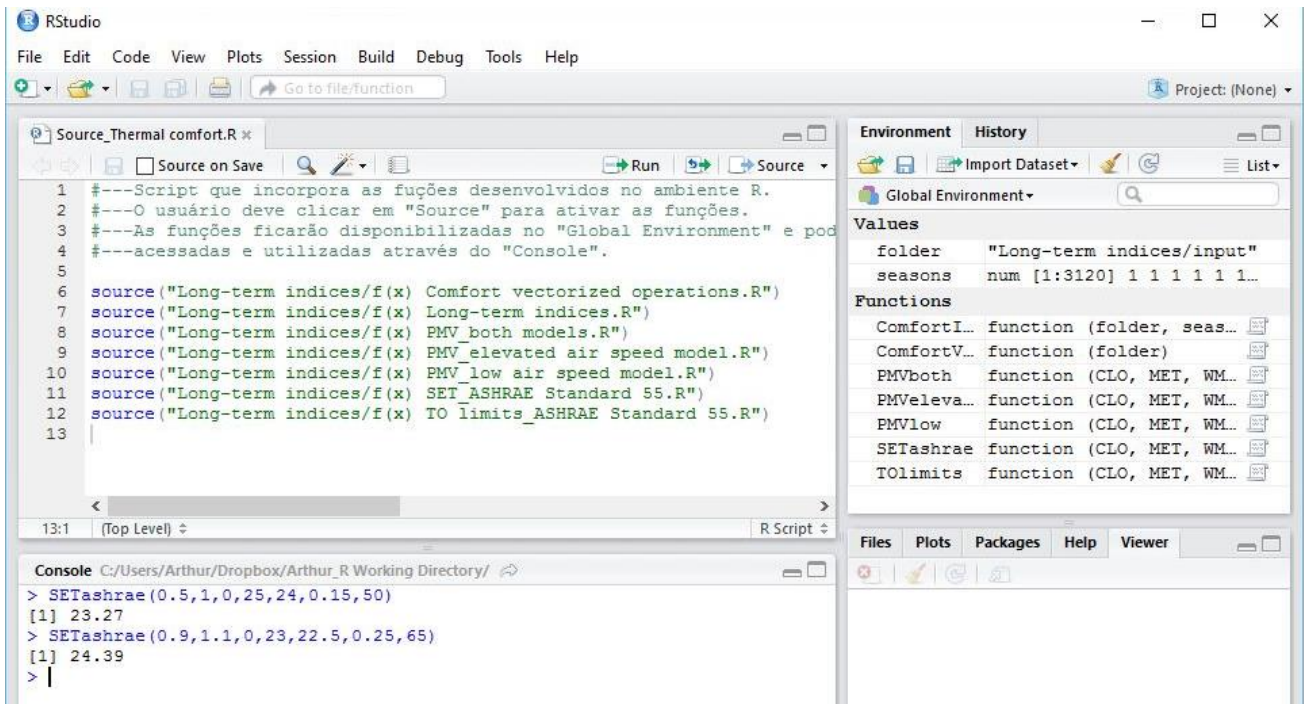 RStudio
File Edit Code View Plots Session Build Debug Tools Help
Go to file/function Project: (None)
Source_Thermal comfort.R
Source on Save Run Source
1 #---Script que incorpora as fuções desenvolvidos no ambiente R.
2 #---O usuário deve clicar em "Source" para ativar as funções.
3 #---As funções ficarão disponibilizadas no "Global Environment" e pod
4 #---acessadas e utilizadas através do "Console".
5
6 source("Long-term indices/f(x) Comfort vectorized operations.R")
7 source("Long-term indices/f(x) Long-term indices.R")
8 source("Long-term indices/f(x) PMV_both models.R")
9 source("Long-term indices/f(x) PMV_elevated air speed model.R")
10 source("Long-term indices/f(x) PMV_low air speed model.R")
11 source("Long-term indices/f(x) SET_ASHRAE Standard 55.R")
12 source("Long-term indices/f(x) TO limits_ASHRAE Standard 55.R")
13
13:1 (Top Level) R Script
Console C:/Users/Arthur/Dropbox/Arthur_R Working Directory/
> SETashrae(0.5,1,0,25,24,0.15,50)
[1] 23.27
> SETashrae(0.9,1.1,0,23,22.5,0.25,65)
[1] 24.39
>
Environment History
Import Dataset List
Global Environment
Values
folder "Long-term indices/input"
seasons num [1:3120] 1 1 1 1 1 1…
Functions
ComfortI… function (folder, seas…
ComfortV… function (folder)
PMVboth function (CLO, MET, WM…
PMVeleva… function (CLO, MET, WM…
PMVlow function (CLO, MET, WM…
SETashrae function (CLO, MET, WM…
TOlimits function (CLO, MET, WM…
Files Plots Packages Help Viewer